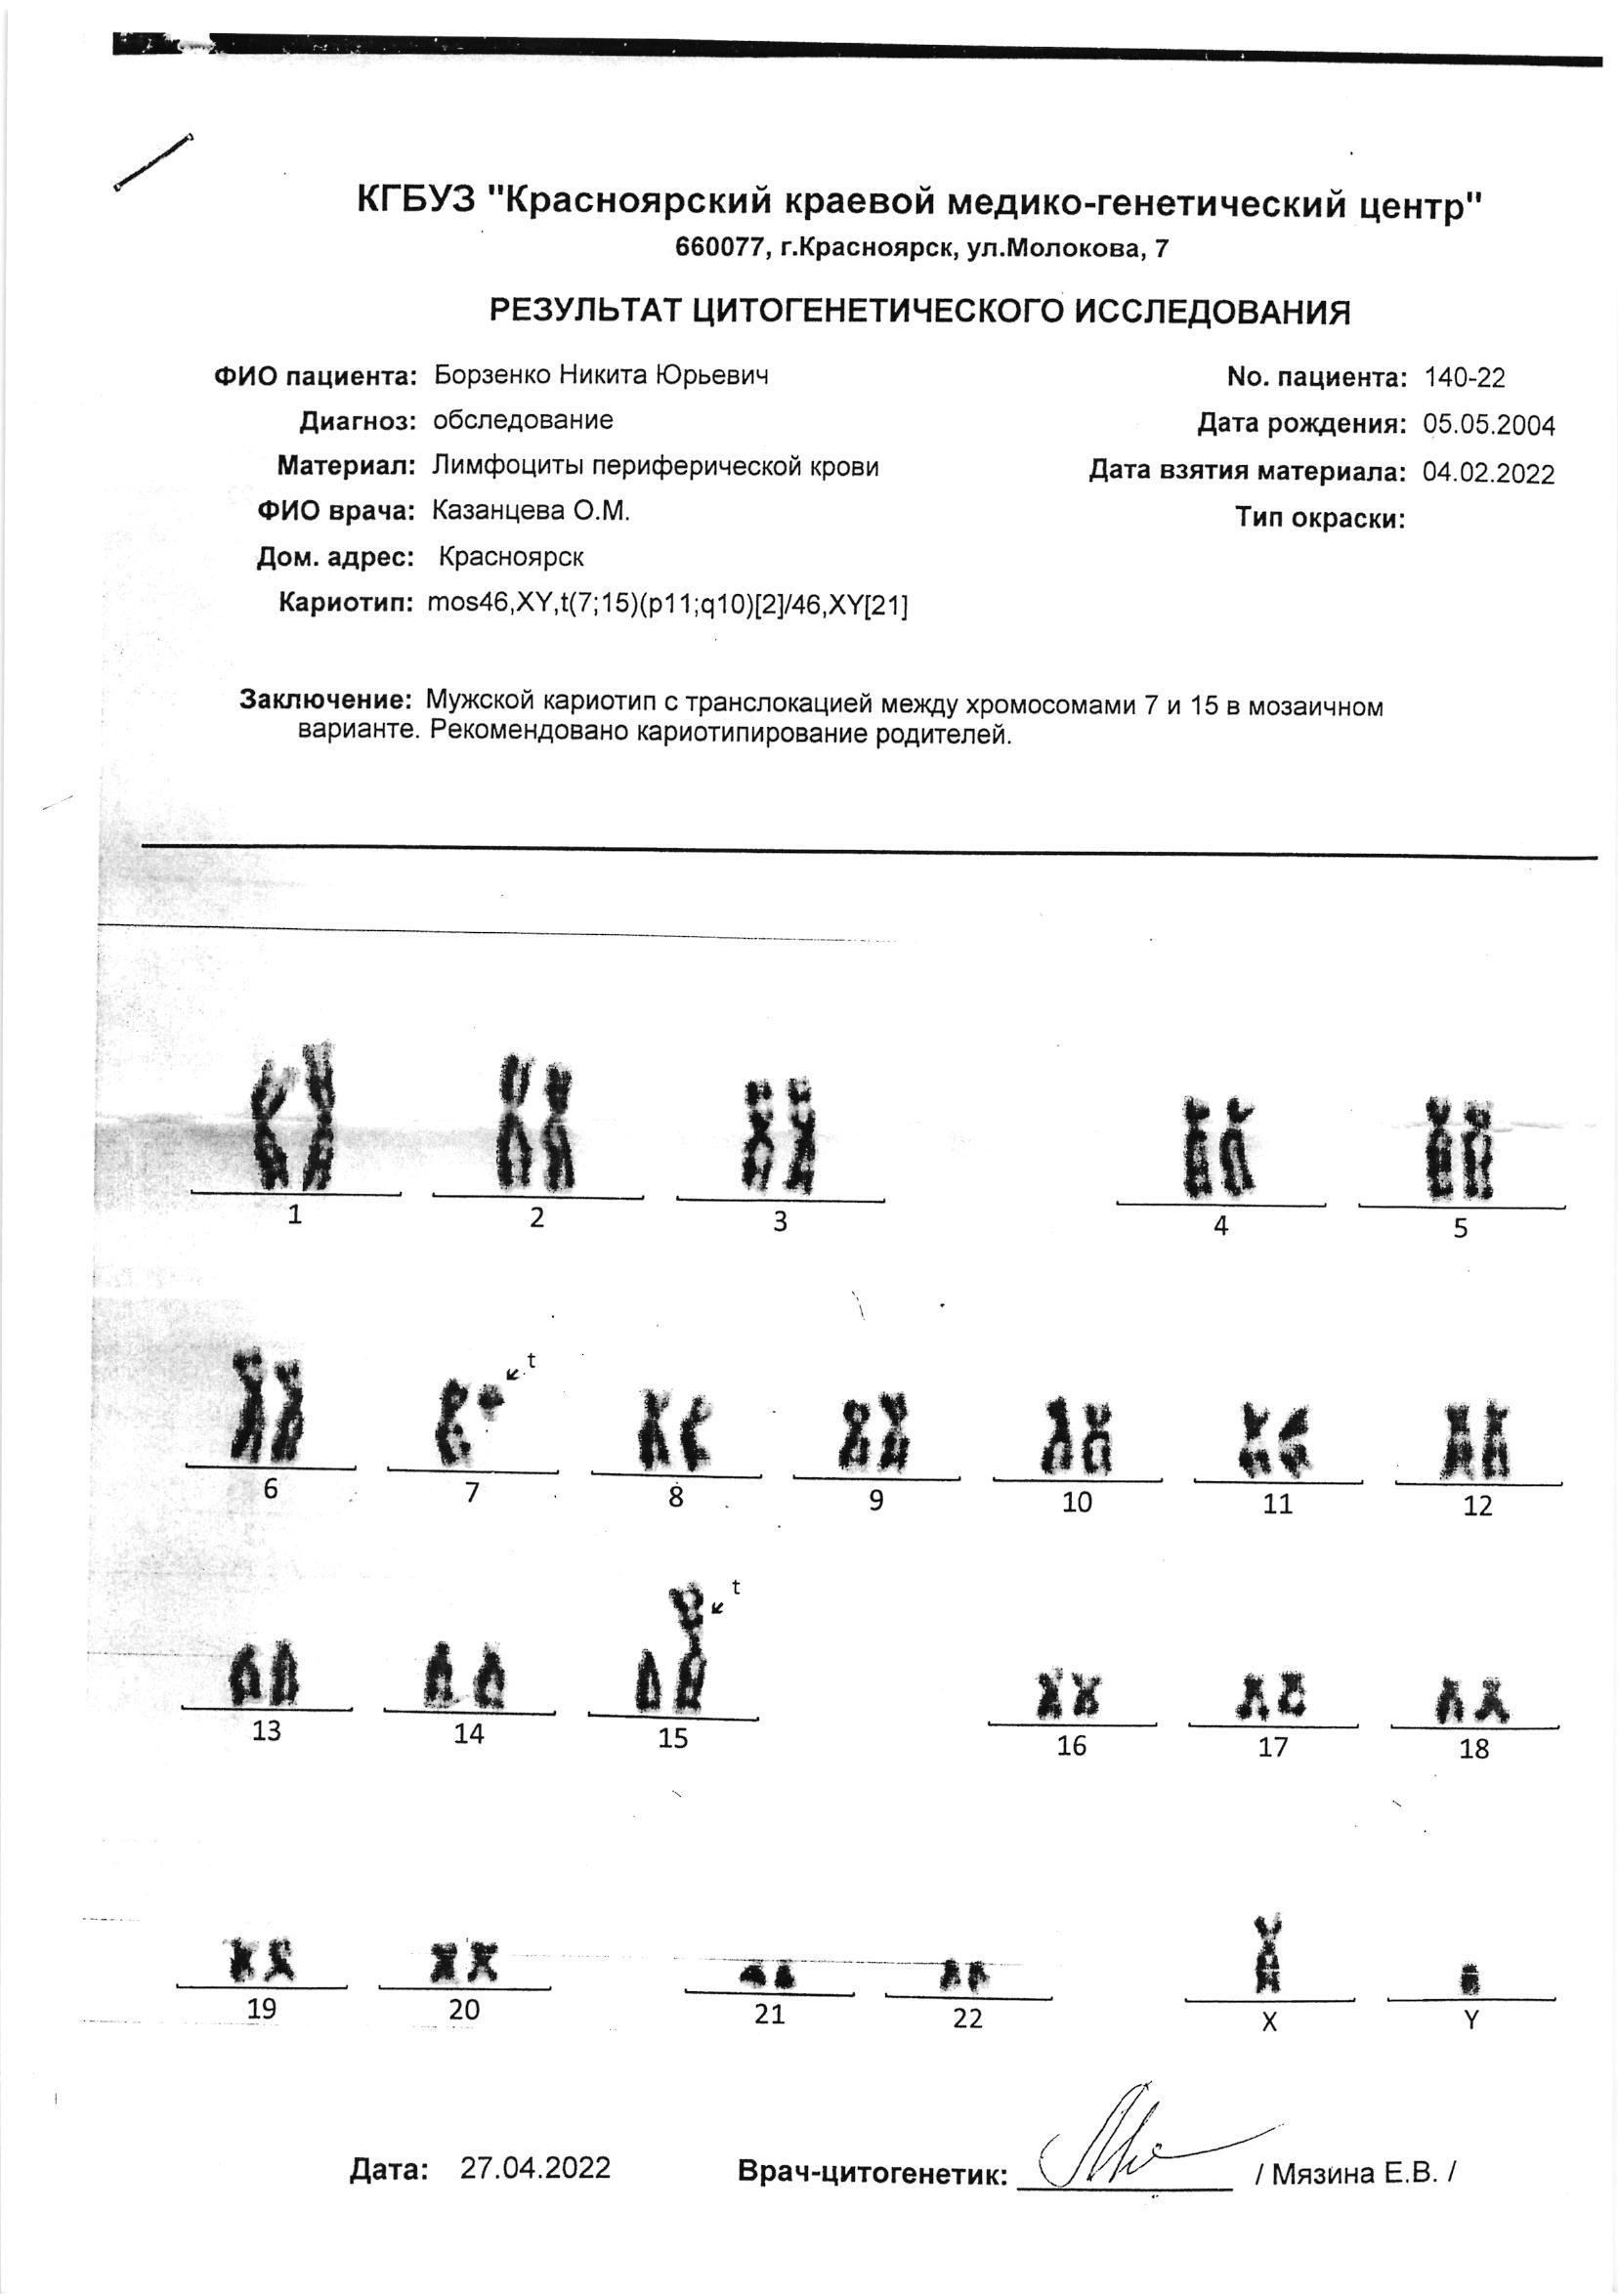 КГБУЗ "Красноярский краевой медико-генетический центр"
660077, г.Красноярск, ул.Молокова, 7
РЕЗУЛЬТАТ ЦИТОГЕНЕТИЧЕСКОГО ИССЛЕДОВАНИЯ
ФИО пациента: Борзенко Никита Юрьевич No. пациента: 140-22
Диагноз: обследование Дата рождения: 05.05.2004
Материал: Лимфоциты периферической крови Дата взятия материала: 04.02.2022
ФИО врача: Казанцева О.М. Тип окраски:
Дом. адрес: Красноярск
Кариотип: mos46,XY,t(7;15)(p11;q10)[2]/46,XY[21]
Заключение: Мужской кариотип с транслокацией между хромосомами 7 и 15 в мозаичном
варианте. Рекомендовано кариотипирование родителей.
1 2 3 4 5
t
6 7 8 9 10 11 12
t
13 14 15 16 17 18
19 20 21 22 X Y
Дата: 27.04.2022 Врач-цитогенетик: / Мязина Е.В. /